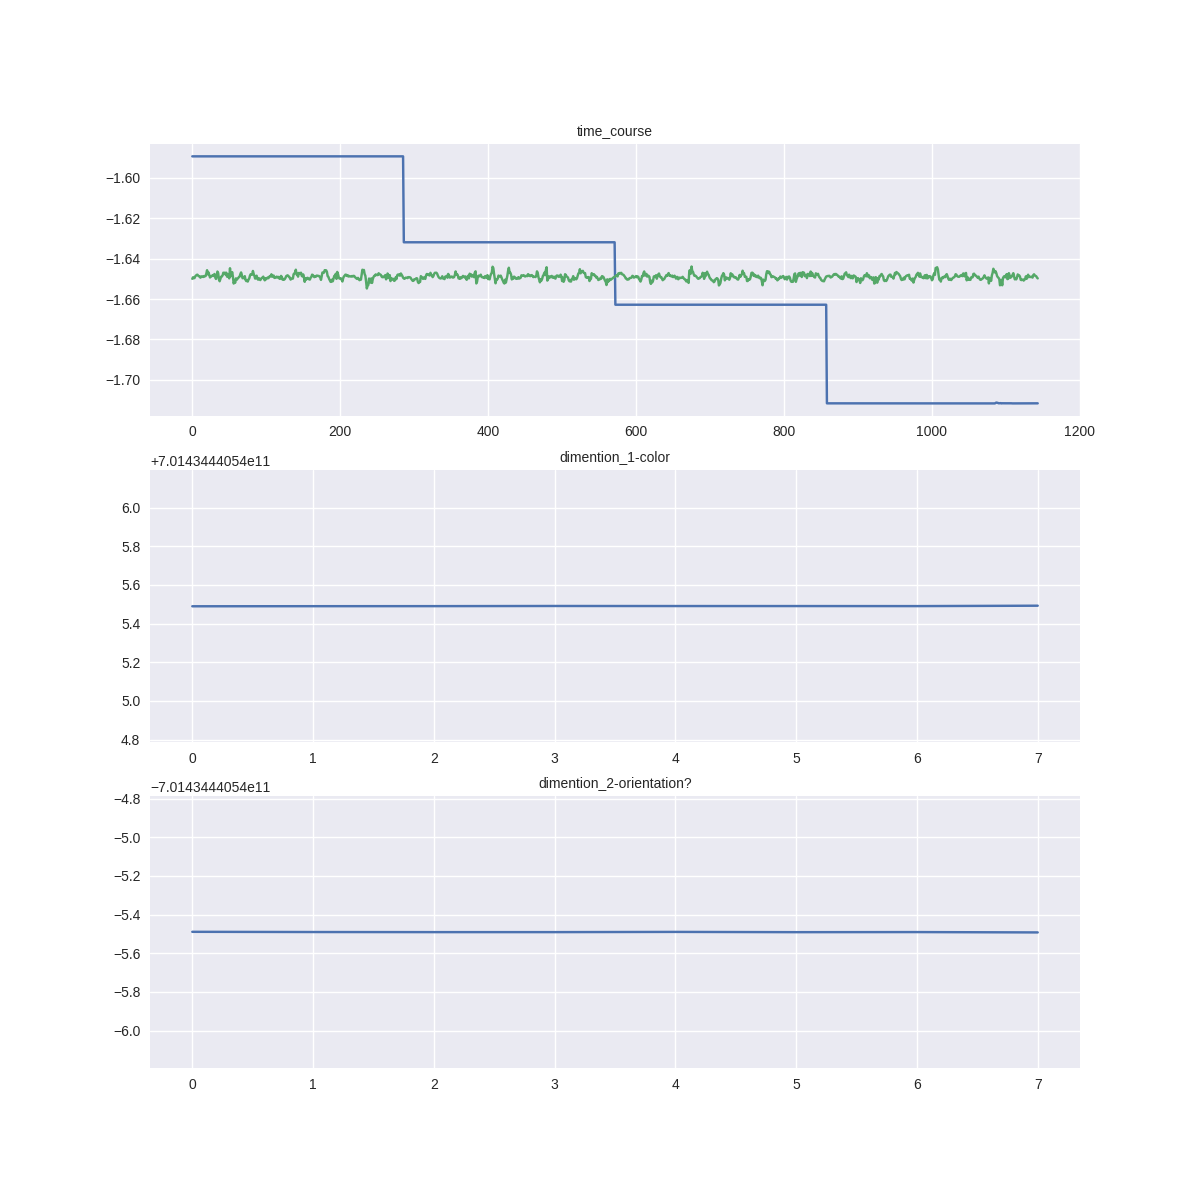 time_course
−1.60
−1.62
−1.64
−1.66
−1.68
−1.70
0 200 400 600 800 1000 1200
+7.0143444054e11
dimention_1-color
6.0
5.8
5.6
5.4
5.2
5.0
4.8
0 1 2 3 4 5 6 7
−7.0143444054e11
dimention_2-orientation?
−4.8
−5.0
−5.2
−5.4
−5.6
−5.8
−6.0
0 1 2 3 4 5 6 7